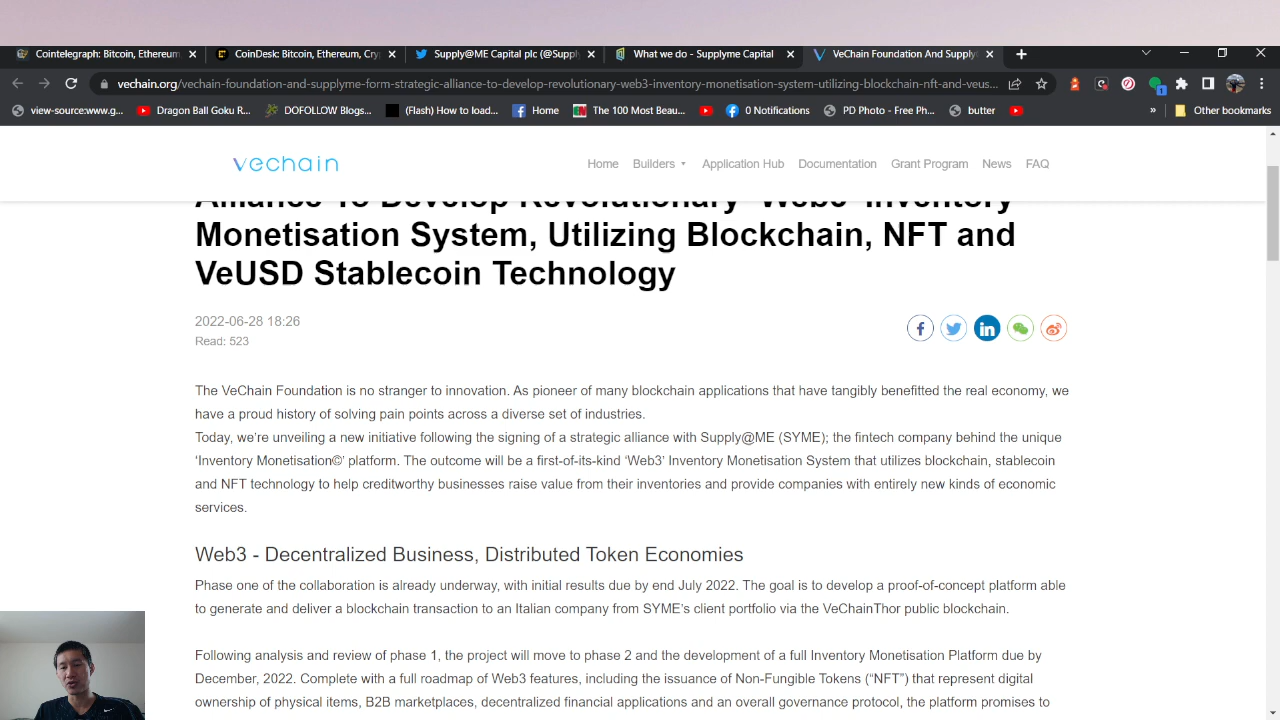 Cointelegraph: Bitcoin, Ethereum
CoinDesk: Bitcoin, Ethereum, Cry
Supply@ME Capital plc (@Suppl
What we do - Supplyme Capital
VeChain Foundation And Supply
vechain.org/vechain-foundation-and-supplyme-form-strategic-alliance-to-develop-revolutionary-web3-inventory-monetisation-system-utilizing-blockchain-nft-and-veus...
view-source:www.g...
Dragon Ball Goku R...
DOFOLLOW Blogs...
(Flash) How to load...
Home
The 100 Most Beau...
0 Notifications
PD Photo - Free Ph...
butter
»
Other bookmarks
vechain
Home
Builders
Application Hub
Documentation
Grant Program
News
FAQ
Alliance To Develop Revolutionary 'Web3' Inventory
Monetisation System, Utilizing Blockchain, NFT and
VeUSD Stablecoin Technology
2022-06-28 18:26
Read: 523
The VeChain Foundation is no stranger to innovation. As pioneer of many blockchain applications that have tangibly benefitted the real economy, we
have a proud history of solving pain points across a diverse set of industries.
Today, we're unveiling a new initiative following the signing of a strategic alliance with Supply@ME (SYME); the fintech company behind the unique
'Inventory Monetisation©' platform. The outcome will be a first-of-its-kind 'Web3' Inventory Monetisation System that utilizes blockchain, stablecoin
and NFT technology to help creditworthy businesses raise value from their inventories and provide companies with entirely new kinds of economic
services.
Web3 - Decentralized Business, Distributed Token Economies
Phase one of the collaboration is already underway, with initial results due by end July 2022. The goal is to develop a proof-of-concept platform able
to generate and deliver a blockchain transaction to an Italian company from SYME's client portfolio via the VeChainThor public blockchain.
Following analysis and review of phase 1, the project will move to phase 2 and the development of a full Inventory Monetisation Platform due by
December, 2022. Complete with a full roadmap of Web3 features, including the issuance of Non-Fungible Tokens ("NFT") that represent digital
ownership of physical items, B2B marketplaces, decentralized financial applications and an overall governance protocol, the platform promises to